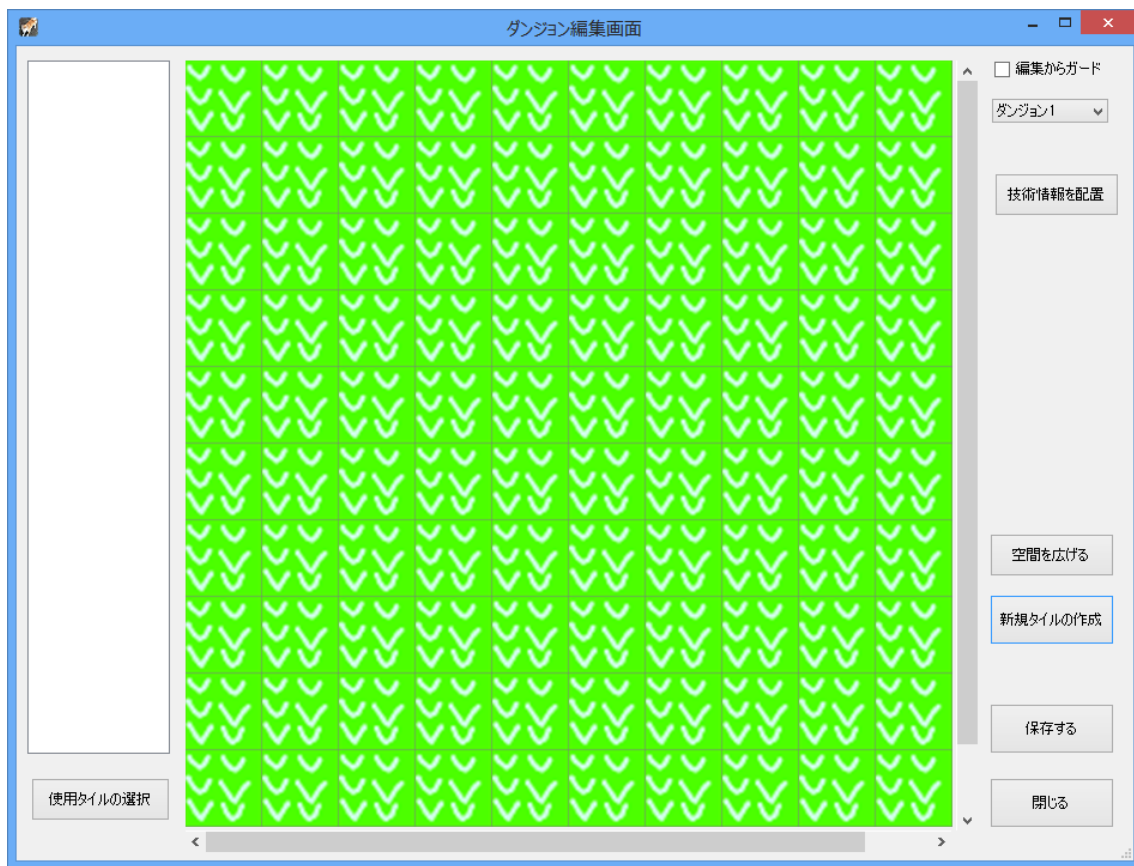 ダンジョン編集画面
編集からガード
ダンジョン1
技術情報を配置
空間を広げる
新規タイルの作成
保存する
使用タイルの選択
閉じる